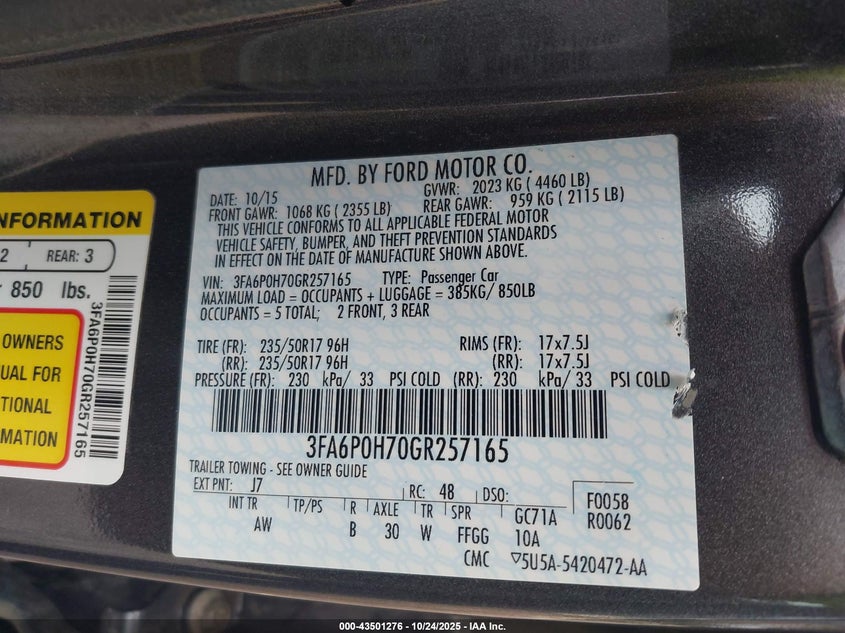 INFORMATION
2
REAR: 3
850 lbs.
OWNERS
UAL FOR
TIONAL
RMATION
3FA6P0H70GR257165
MFD. BY FORD MOTOR CO.
DATE: 10/15
GVWR: 2023 KG ( 4460 LB)
FRONT GAWR: 1068 KG ( 2355 LB)
REAR GAWR: 959 KG ( 2115 LB)
THIS VEHICLE CONFORMS TO ALL APPLICABLE FEDERAL MOTOR
VEHICLE SAFETY, BUMPER, AND THEFT PREVENTION STANDARDS
IN EFFECT ON THE DATE OF MANUFACTURE SHOWN ABOVE.
VIN: 3FA6P0H70GR257165 TYPE: Passenger Car
MAXIMUM LOAD = OCCUPANTS + LUGGAGE = 385KG/ 850LB
OCCUPANTS = 5 TOTAL; 2 FRONT, 3 REAR
TIRE (FR): 235/50R17 96H RIMS (FR): 17x7.5J
(RR): 235/50R17 96H (RR): 17x7.5J
PRESSURE (FR): 230 kPa/ 33 PSI COLD (RR): 230 kPa/ 33 PSI COLD
3FA6P0H70GR257165
TRAILER TOWING - SEE OWNER GUIDE
EXT PNT: J7 RC: 48 DSO:
F0058
R0062
INT TR TP/PS R AXLE TR SPR GC71A
AW B 30 W FFGG 10A
CMC ▽5U5A-5420472-AA
000-43501276 - 10/24/2025 - IAA Inc.